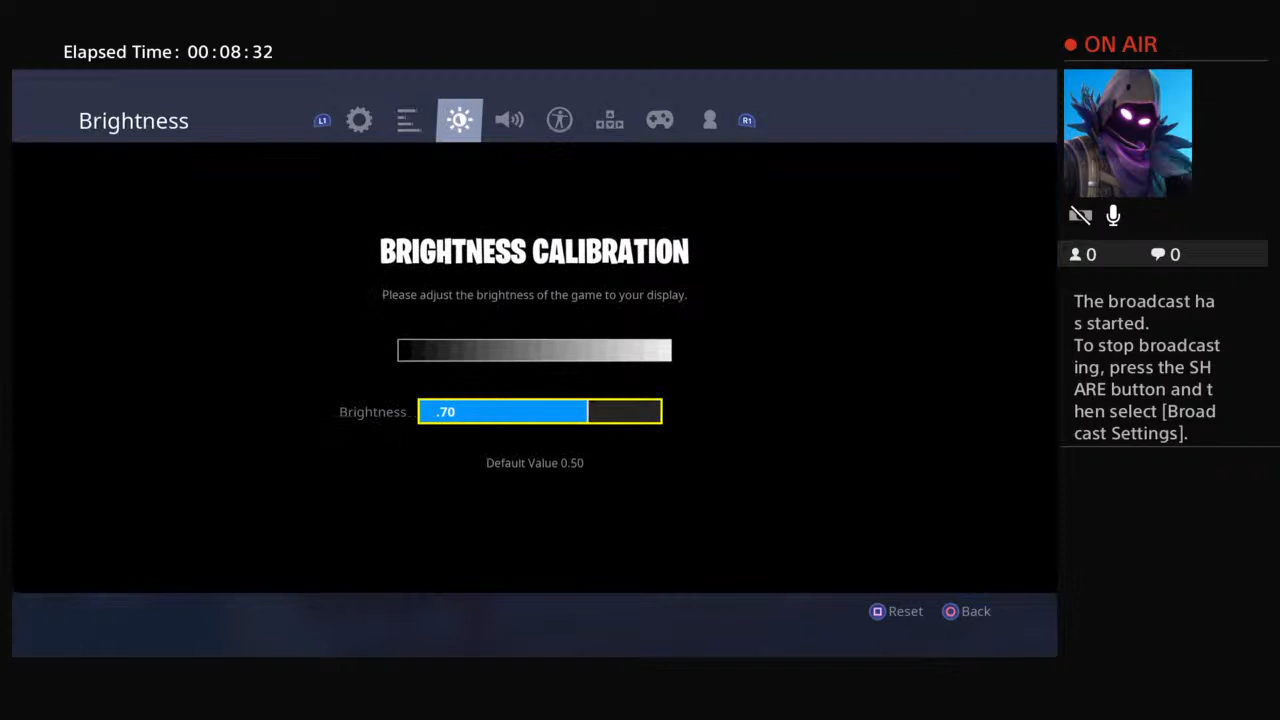 Elapsed Time: 00:08:32
ON AIR
Brightness
L1
R1
BRIGHTNESS CALIBRATION
Please adjust the brightness of the game to your display.
Brightness
.70
Default Value 0.50
Reset
Back
0
0
The broadcast ha
s started.
To stop broadcast
ing, press the SH
ARE button and t
hen select [Broad
cast Settings].